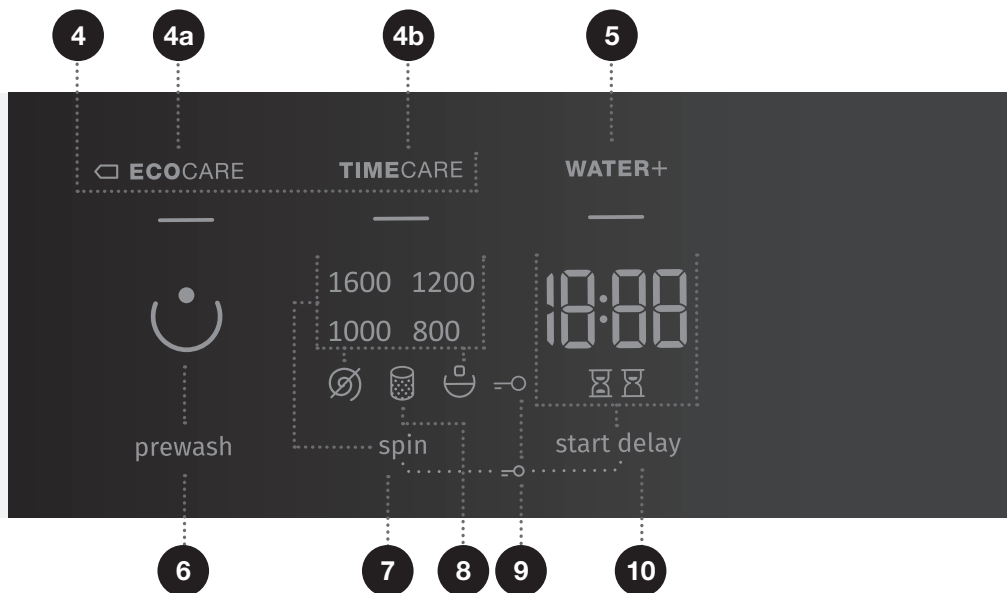 4 4a 4b 5
ECOCARE TIMECARE WATER+
1600 1200 18:88
1000 800
prewash spin start delay
6 7 8 9 10